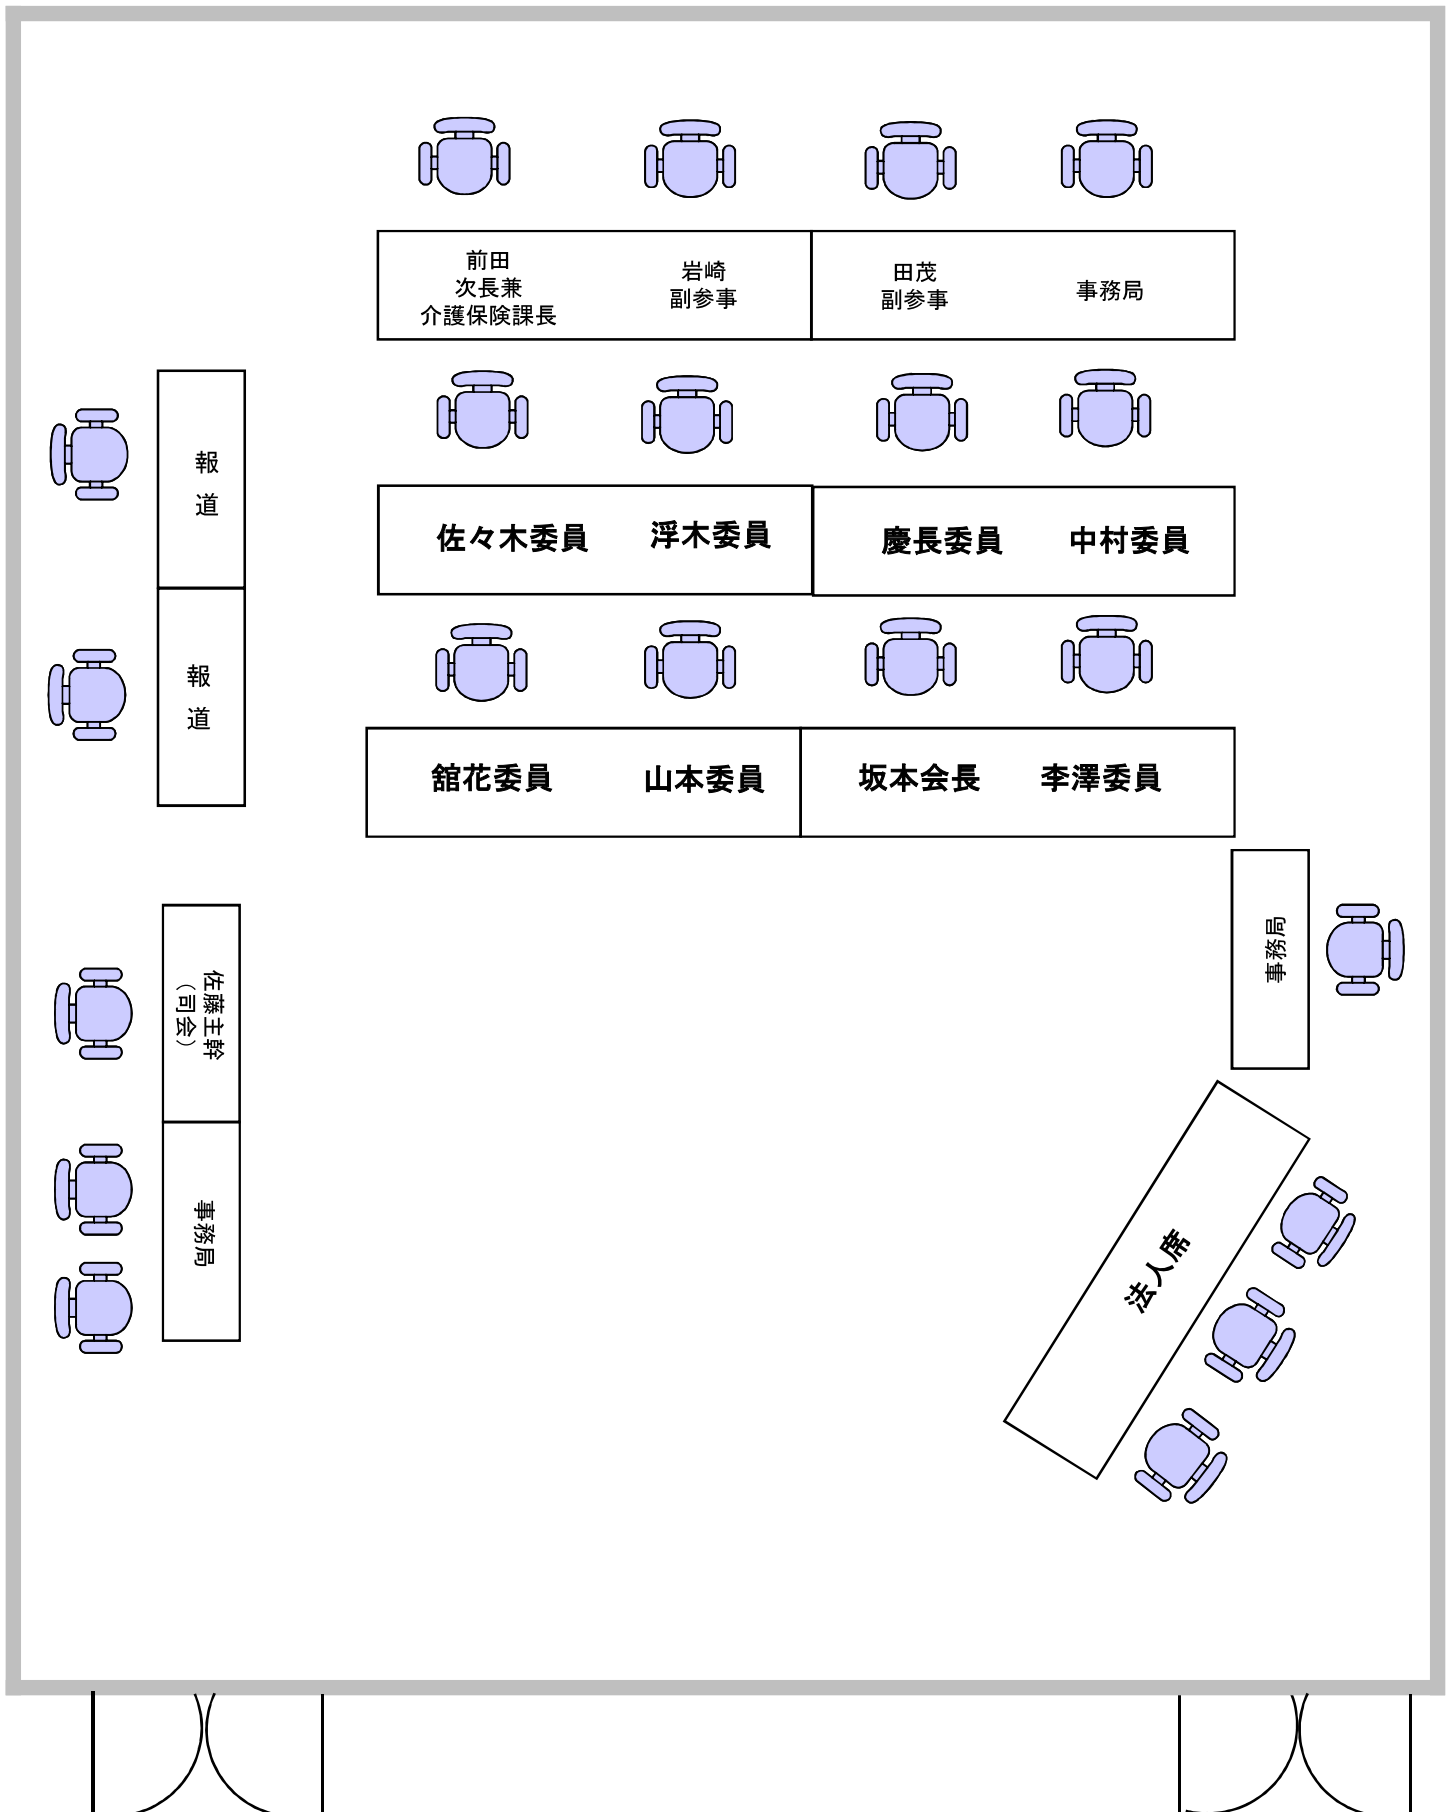 前田
次長兼
介護保険課長
岩崎
副参事
田茂
副参事
事務局
報
道
佐々木委員
浮木委員
慶長委員
中村委員
報
道
舘花委員
山本委員
坂本会長
李澤委員
事務局
佐藤主幹
（司会）
事務局
法人席